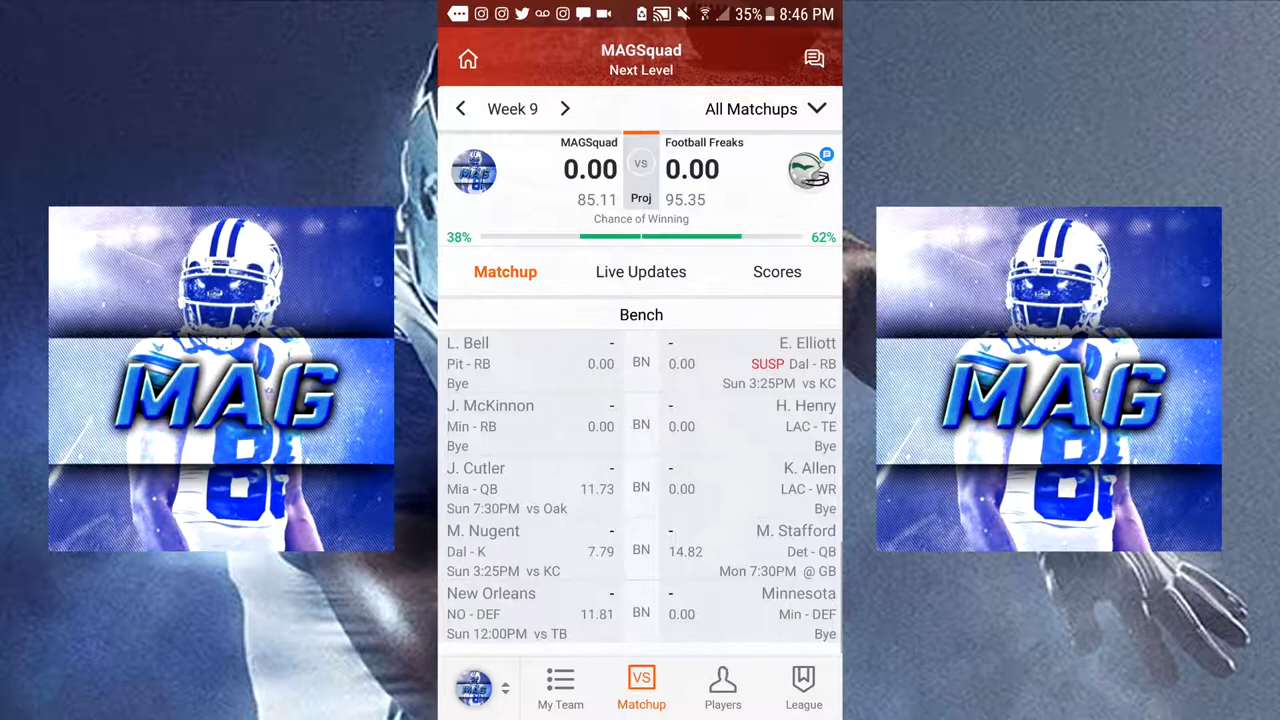 35% 8:46 PM
MAGSquad
Next Level
Week 9 All Matchups
MAGSquad Football Freaks
0.00 VS 0.00
85.11 Proj 95.35
Chance of Winning
38% 62%
Matchup Live Updates Scores
Bench
L. Bell - - E. Elliott
Pit - RB 0.00 BN 0.00 SUSP Dal - RB
Bye Sun 3:25PM vs KC
J. McKinnon - - H. Henry
Min - RB 0.00 BN 0.00 LAC - TE
Bye Bye
J. Cutler - - K. Allen
Mia - QB 11.73 BN 0.00 LAC - WR
Sun 7:30PM vs Oak Bye
M. Nugent - - M. Stafford
Dal - K 7.79 BN 14.82 Det - QB
Sun 3:25PM vs KC Mon 7:30PM @ GB
New Orleans - - Minnesota
NO - DEF 11.81 BN 0.00 Min - DEF
Sun 12:00PM vs TB Bye
My Team VS Matchup Players League
MAG
MAG